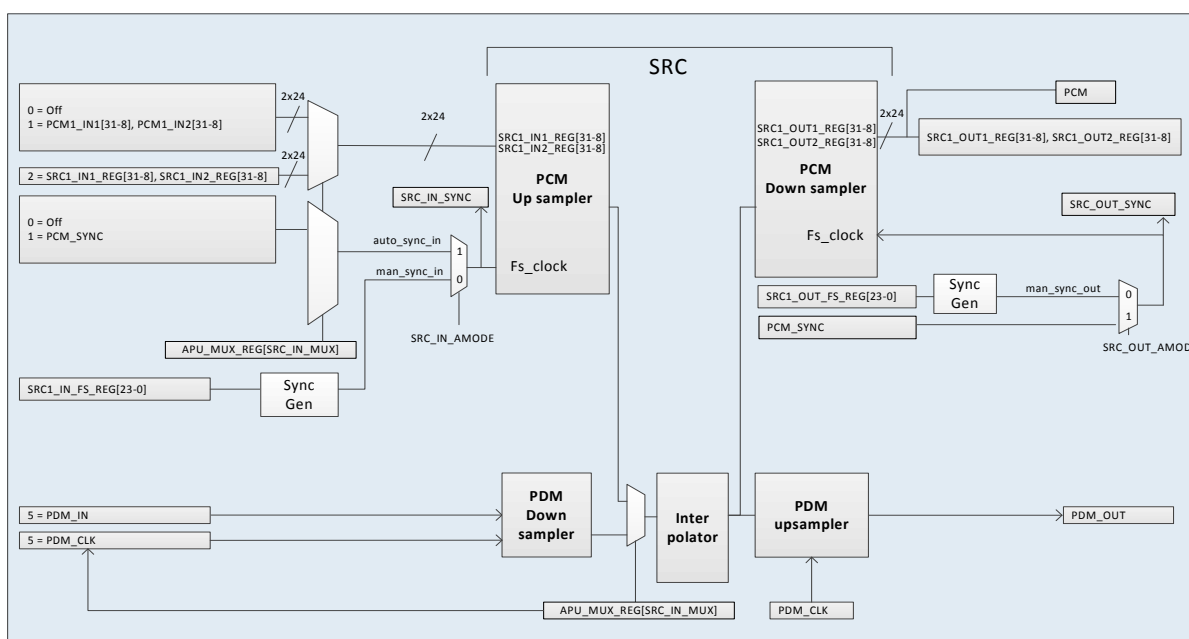 SRC
0 = Off
1 = PCM1_IN1[31-8], PCM1_IN2[31-8]
2x24
2x24
2 = SRC1_IN1_REG[31-8], SRC1_IN2_REG[31-8]
0 = Off
1 = PCM_SYNC
2x24
SRC1_IN1_REG[31-8]
SRC1_IN2_REG[31-8]
PCM
Up sampler
Fs_clock
SRC_IN_SYNC
auto_sync_in
1
man_sync_in
0
SRC_IN_AMODE
APU_MUX_REG[SRC_IN_MUX]
SRC1_IN_FS_REG[23-0]
Sync
Gen
SRC1_OUT1_REG[31-8]
SRC1_OUT2_REG[31-8]
PCM
Down sampler
Fs_clock
2x24
PCM
SRC1_OUT1_REG[31-8], SRC1_OUT2_REG[31-8]
SRC_OUT_SYNC
SRC1_OUT_FS_REG[23-0]
Sync
Gen
man_sync_out
0
1
PCM_SYNC
SRC_OUT_AMOD
5 = PDM_IN
5 = PDM_CLK
PDM
Down
sampler
Inter
polator
PDM
upsampler
PDM_OUT
APU_MUX_REG[SRC_IN_MUX]
PDM_CLK